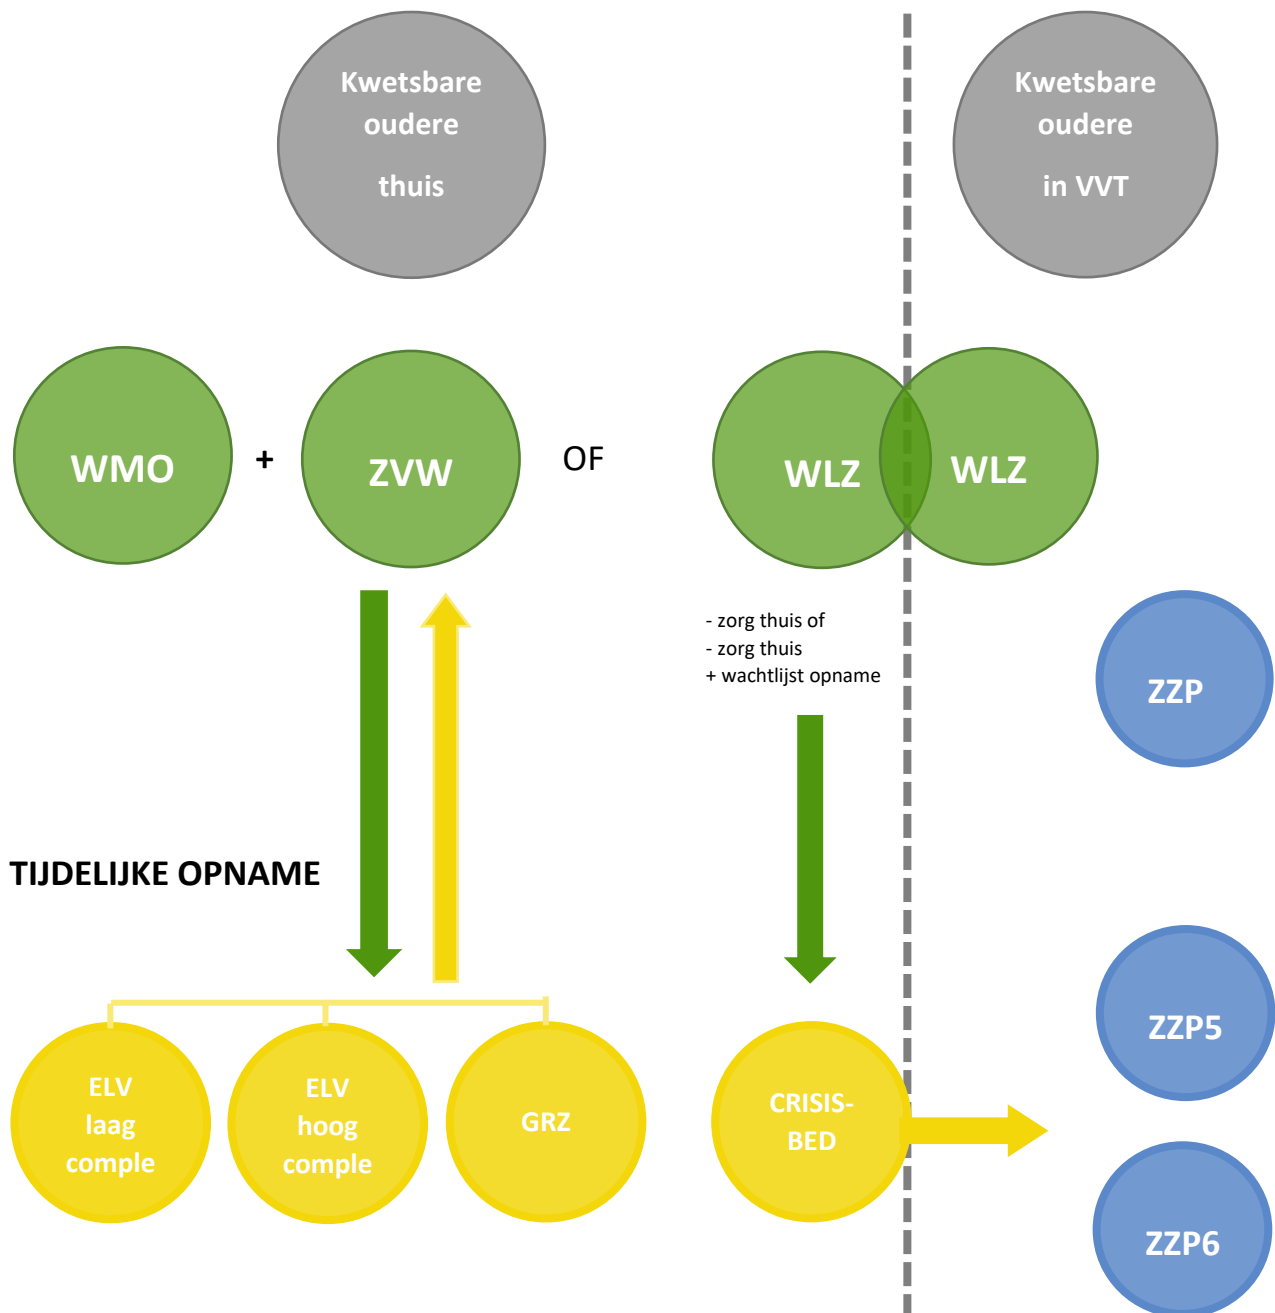 Kwetsbare
oudere
thuis
Kwetsbare
oudere
in VVT
WMO
+
ZVW
OF
WLZ
WLZ
- zorg thuis of
- zorg thuis
+ wachtlijst opname
ZZP
TIJDELIJKE OPNAME
ELV
laag
comple
ELV
hoog
comple
GRZ
CRISIS-
BED
ZZP5
ZZP6